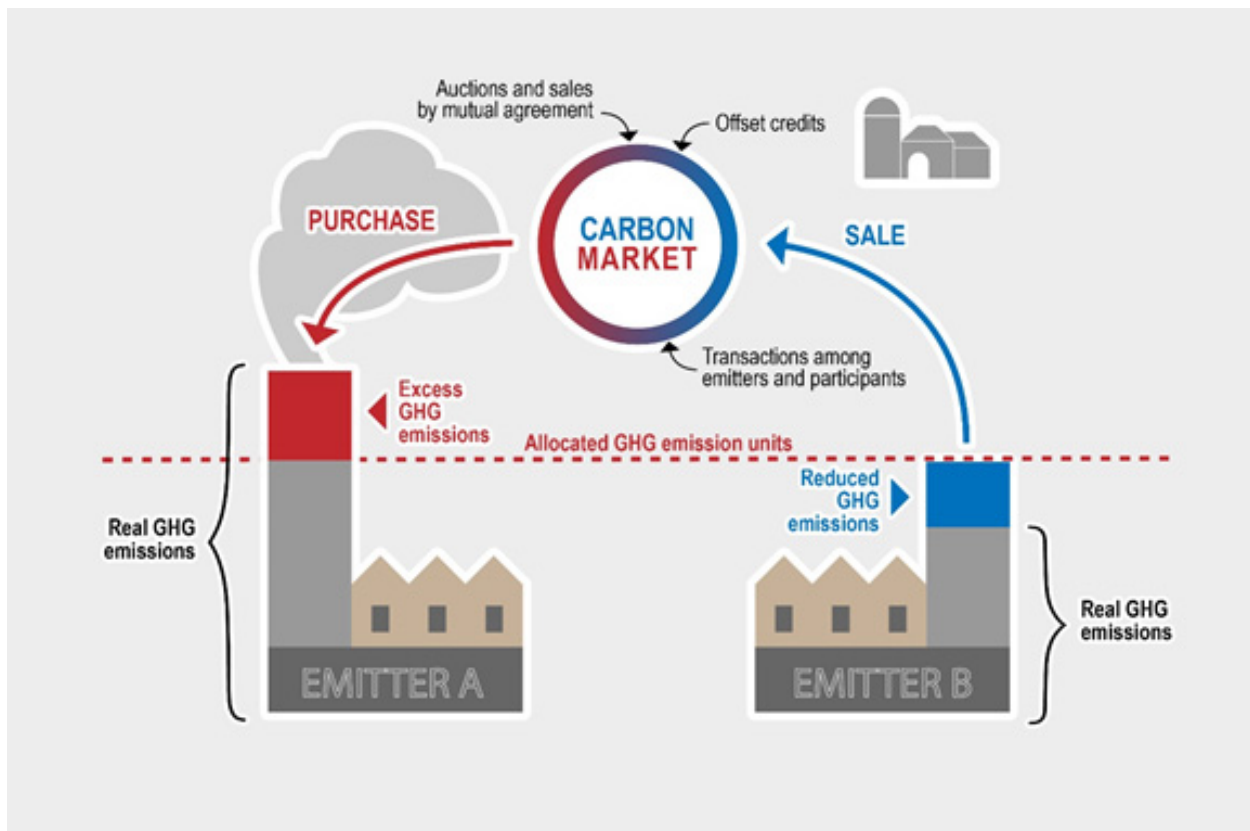 Auctions and sales
by mutual agreement
Offset credits
PURCHASE
CARBON
MARKET
SALE
Transactions among
emitters and participants
Excess
GHG
emissions
Allocated GHG emission units
Reduced
GHG
emissions
Real GHG
emissions
Real GHG
emissions
EMITTER A
EMITTER B